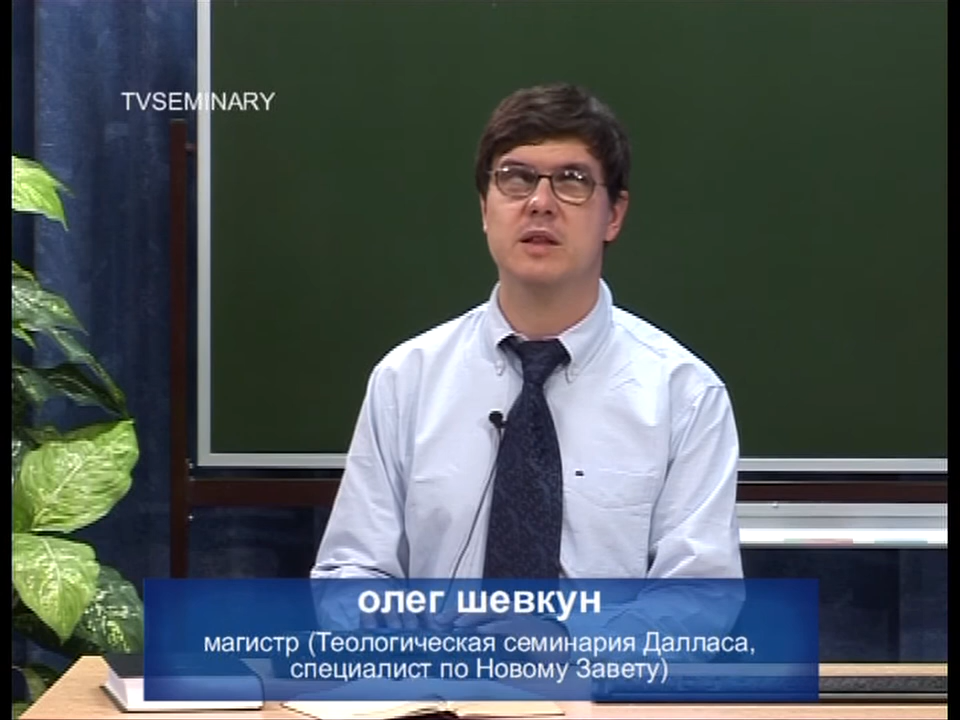 TVSEMINARY
олег шевкун
магистр (Теологическая семинария Далласа,
специалист по Новому Завету)